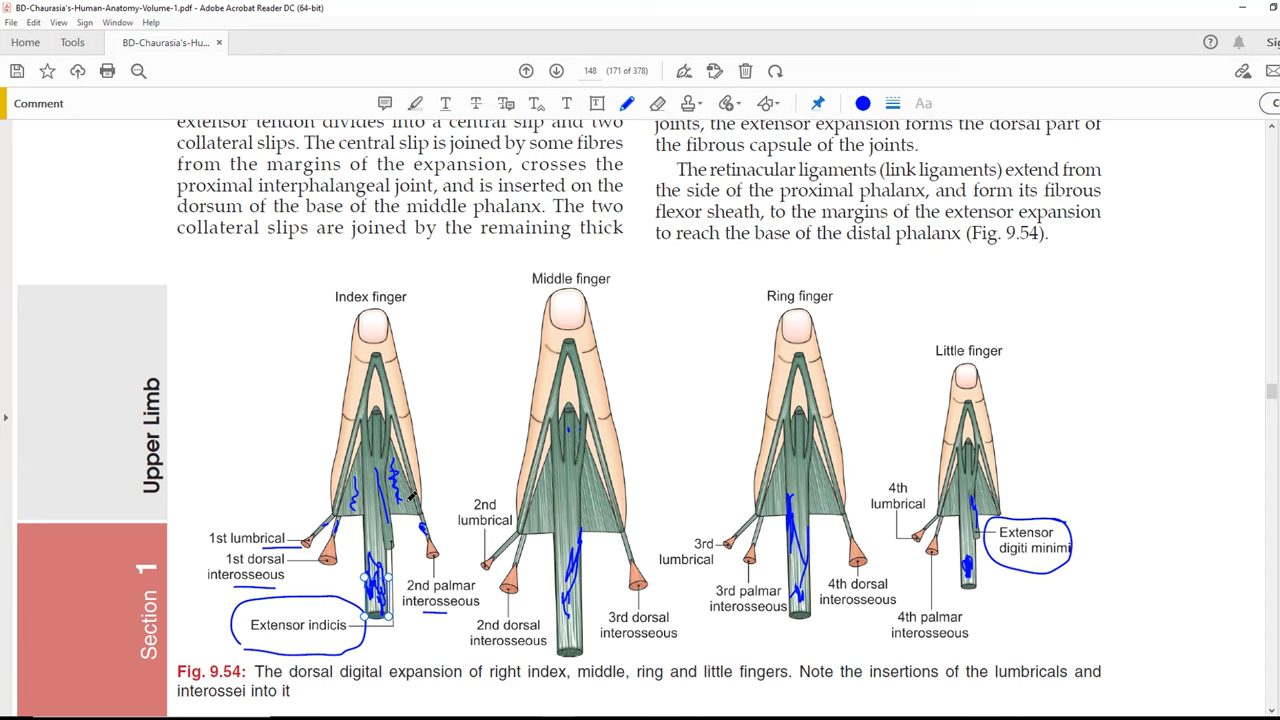 BD-Chaurasia's-Human-Anatomy-Volume-1.pdf - Adobe Acrobat Reader DC (64-bit)
File Edit View Sign Window Help
Home Tools BD-Chaurasia's-Hu... ×
148 (171 of 378)
Comment
Aa
extensor tendon divides into a central slip and two
collateral slips. The central slip is joined by some fibres
from the margins of the expansion, crosses the
proximal interphalangeal joint, and is inserted on the
dorsum of the base of the middle phalanx. The two
collateral slips are joined by the remaining thick
joints, the extensor expansion forms the dorsal part of
the fibrous capsule of the joints.
The retinacular ligaments (link ligaments) extend from
the side of the proximal phalanx, and form its fibrous
flexor sheath, to the margins of the extensor expansion
to reach the base of the distal phalanx (Fig. 9.54).
Upper Limb
Section 1
Index finger
1st lumbrical
1st dorsal
interosseous
Extensor indicis
2nd palmar
interosseous
Middle finger
2nd
lumbrical
2nd dorsal
interosseous
3rd dorsal
interosseous
Ring finger
3rd
lumbrical
3rd palmar
interosseous
4th dorsal
interosseous
Little finger
4th
lumbrical
Extensor
digiti minimi
4th palmar
interosseous
Fig. 9.54: The dorsal digital expansion of right index, middle, ring and little fingers. Note the insertions of the lumbricals and
interossei into it